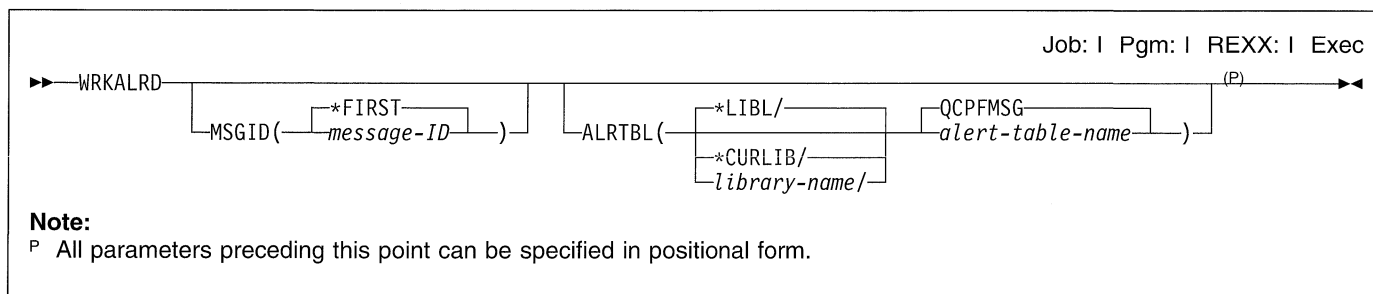 Job: I Pgm: I REXX: I Exec
WRKALRD (P)
*FIRST *LIBL/ QCPFMSG
MSGID( message-ID ) ALRTBL( alert-table-name )
*CURLIB/
library-name/
Note:
P All parameters preceding this point can be specified in positional form.